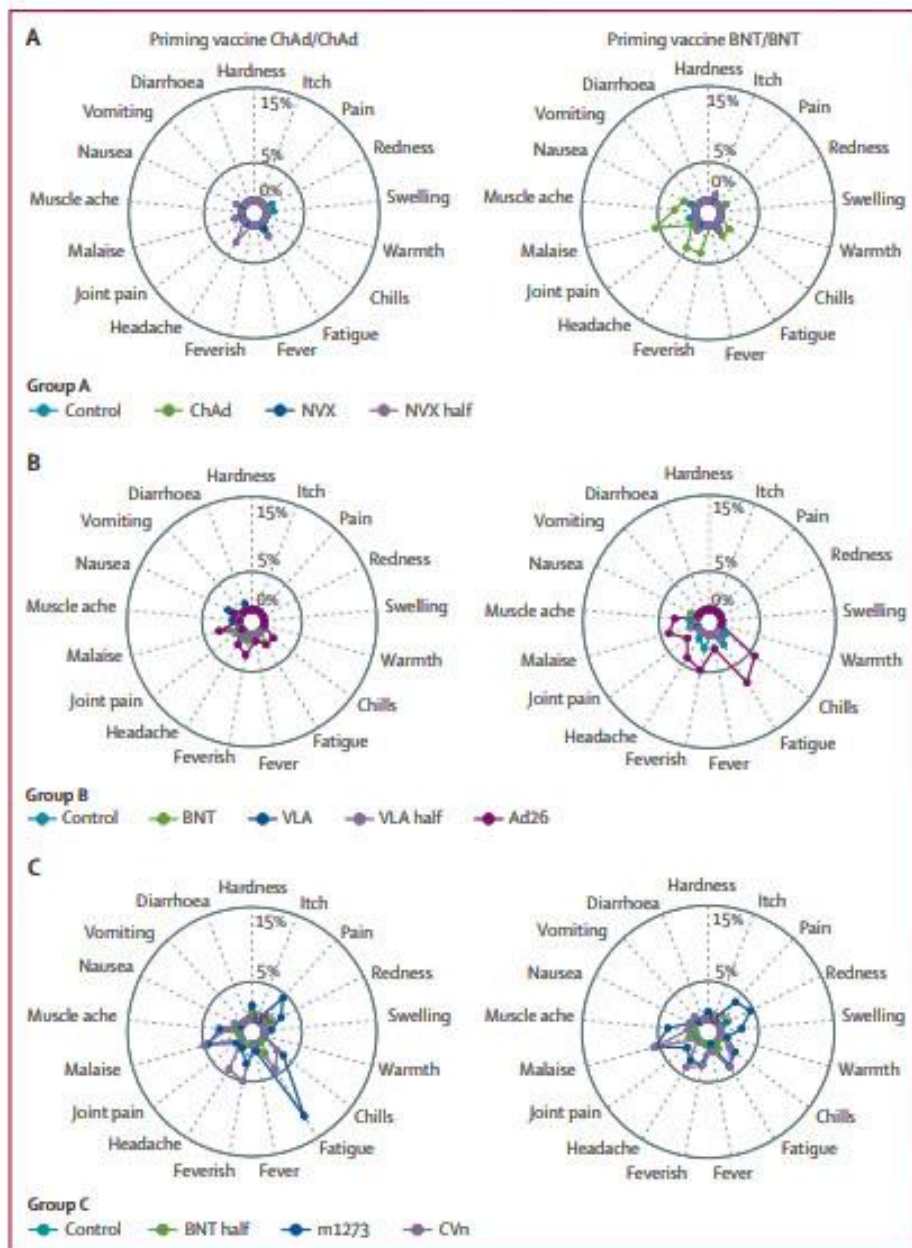 A
Priming vaccine ChAd/ChAd
Priming vaccine BNT/BNT
Hardness
Itch
Pain
Redness
Swelling
Warmth
Chills
Fatigue
Fever
Feverish
Headache
Joint pain
Malaise
Muscle ache
Nausea
Vomiting
Diarrhoea
15%
5%
0%
Hardness
Itch
Pain
Redness
Swelling
Warmth
Chills
Fatigue
Fever
Feverish
Headache
Joint pain
Malaise
Muscle ache
Nausea
Vomiting
Diarrhoea
15%
5%
0%
Group A
Control ChAd NVX NVX half
B
Hardness
Itch
Pain
Redness
Swelling
Warmth
Chills
Fatigue
Fever
Feverish
Headache
Joint pain
Malaise
Muscle ache
Nausea
Vomiting
Diarrhoea
15%
5%
0%
Hardness
Itch
Pain
Redness
Swelling
Warmth
Chills
Fatigue
Fever
Feverish
Headache
Joint pain
Malaise
Muscle ache
Nausea
Vomiting
Diarrhoea
15%
5%
0%
Group B
Control BNT VLA VLA half Ad26
C
Hardness
Itch
Pain
Redness
Swelling
Warmth
Chills
Fatigue
Fever
Feverish
Headache
Joint pain
Malaise
Muscle ache
Nausea
Vomiting
Diarrhoea
15%
5%
Hardness
Itch
Pain
Redness
Swelling
Warmth
Chills
Fatigue
Fever
Feverish
Headache
Joint pain
Malaise
Muscle ache
Nausea
Vomiting
Diarrhoea
15%
5%
Group C
Control BNT half m1273 CVn